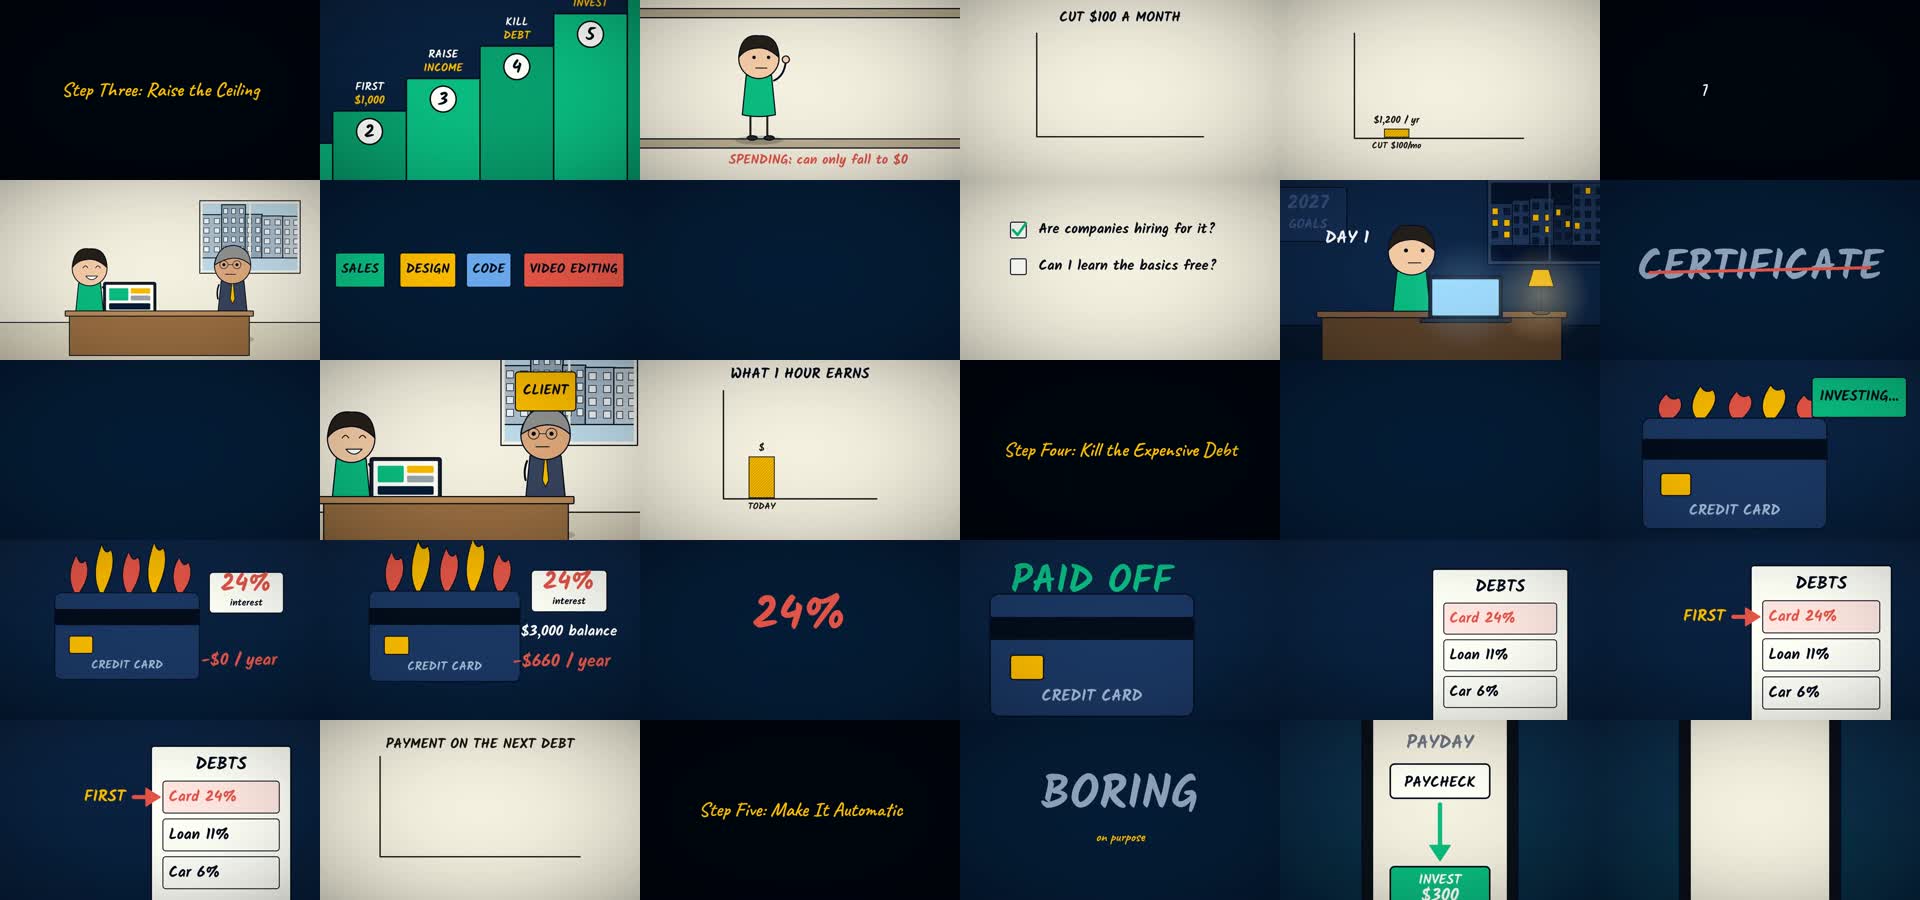 Step Three: Raise the Ceiling
INVEST
5
KILL
DEBT
4
RAISE
INCOME
3
FIRST
$1,000
2
SPENDING: can only fall to $0
CUT $100 A MONTH
$1,200 / yr
CUT $100/mo
SALES
DESIGN
CODE
VIDEO EDITING
Are companies hiring for it?
Can I learn the basics free?
2027
GOALS
DAY 1
CERTIFICATE
CLIENT
WHAT 1 HOUR EARNS
$
TODAY
Step Four: Kill the Expensive Debt
INVESTING...
CREDIT CARD
24%
interest
-$0 / year
CREDIT CARD
24%
interest
$3,000 balance
-$660 / year
CREDIT CARD
24%
PAID OFF
CREDIT CARD
DEBTS
Card 24%
Loan 11%
Car 6%
DEBTS
FIRST
Card 24%
Loan 11%
Car 6%
DEBTS
FIRST
Card 24%
Loan 11%
Car 6%
PAYMENT ON THE NEXT DEBT
Step Five: Make It Automatic
BORING
on purpose
PAYDAY
PAYCHECK
INVEST
$300